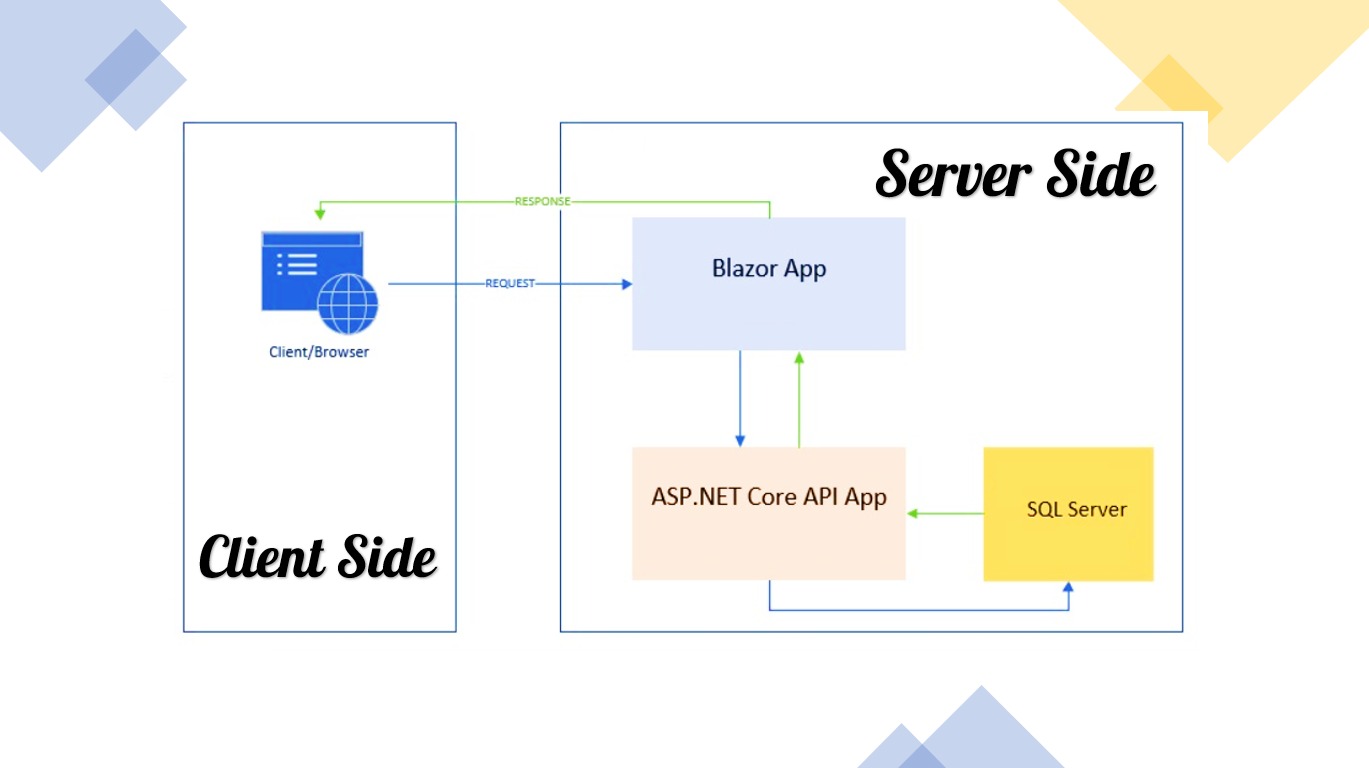 Server Side
RESPONSE
Blazor App
REQUEST
Client/Browser
ASP.NET Core API App
SQL Server
Client Side